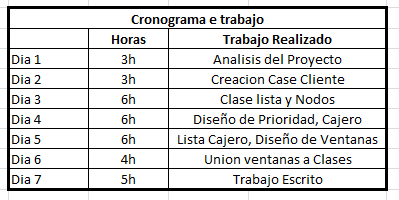 Cronograma e trabajo
Horas Trabajo Realizado
Dia 1 3h Analisis del Proyecto
Dia 2 3h Creacion Case Cliente
Dia 3 6h Clase lista y Nodos
Dia 4 6h Diseño de Prioridad, Cajero
Dia 5 6h Lista Cajero, Diseño de Ventanas
Dia 6 4h Union ventanas a Clases
Dia 7 5h Trabajo Escrito